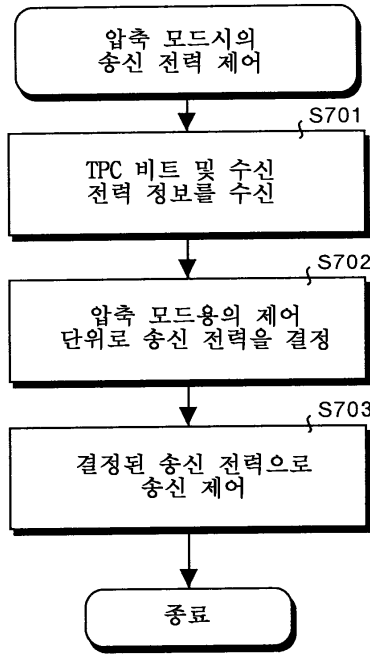 압축 모드시의
송신 전력 제어
S701
TPC 비트 및 수신
전력 정보를 수신
S702
압축 모드용의 제어
단위로 송신 전력을 결정
S703
결정된 송신 전력으로
송신 제어
종료